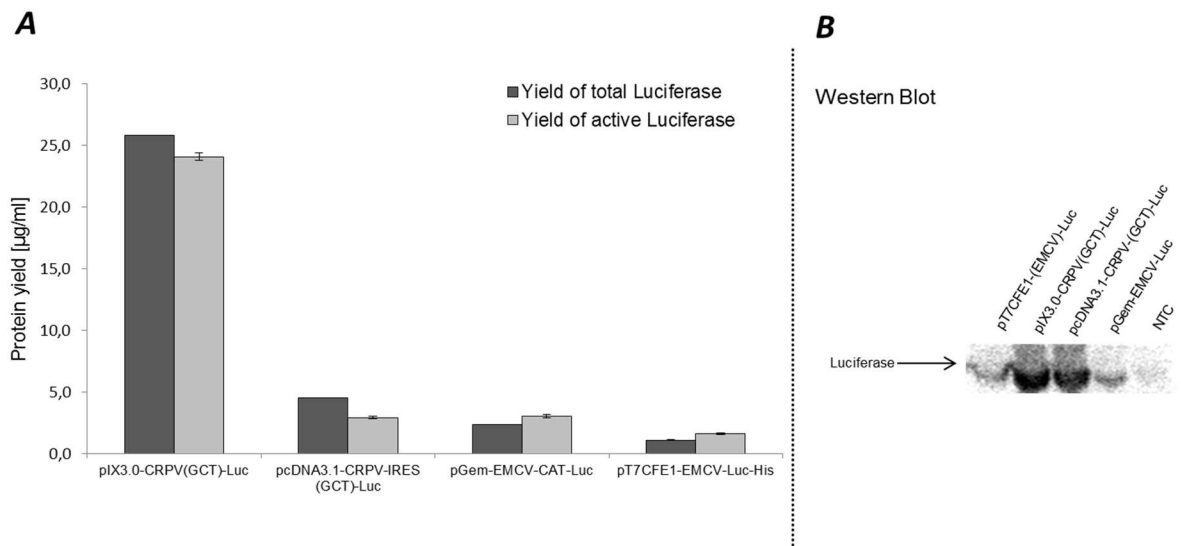 A
Protein yield [µg/ml]
30,0
25,0
20,0
15,0
10,0
5,0
0,0
Yield of total Luciferase
Yield of active Luciferase
pIX3.0-CRPV(GCT)-Luc
pcDNA3.1-CRPV-IRES
(GCT)-Luc
pGem-EMCV-CAT-Luc
pT7CFE1-EMCV-Luc-His
B
Western Blot
pT7CFE1-(EMCV)-Luc
pIX3.0-CRPV(GCT)-Luc
pcDNA3.1-CRPV-(GCT)-Luc
pGem-EMCV-Luc
NTC
Luciferase